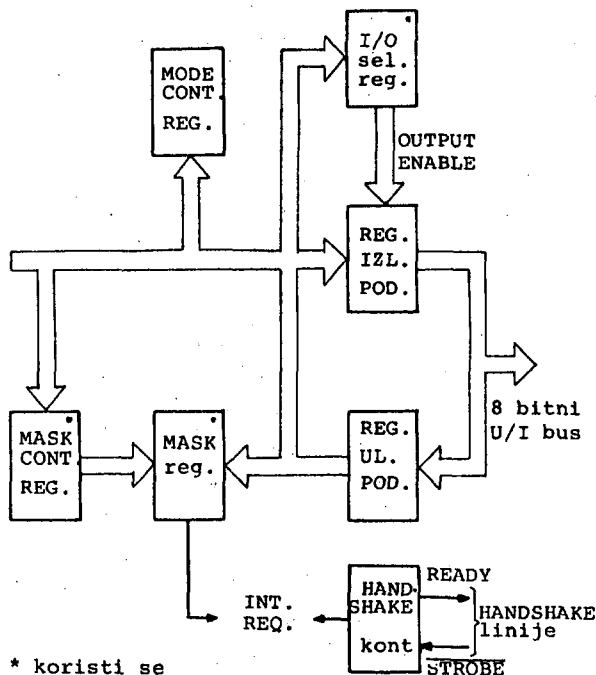 *
I/O
sel.
reg.
MODE
CONT.
REG.
OUTPUT
ENABLE
REG.
IZL.
POD.
8 bitni
U/I bus
*
MASK
CONT
REG.
*
MASK
reg.
REG.
UL.
POD.
HAND-
SHAKE
kont
READY
HANDSHAKE
linije
STROBE
INT.
REQ.
* koristi se